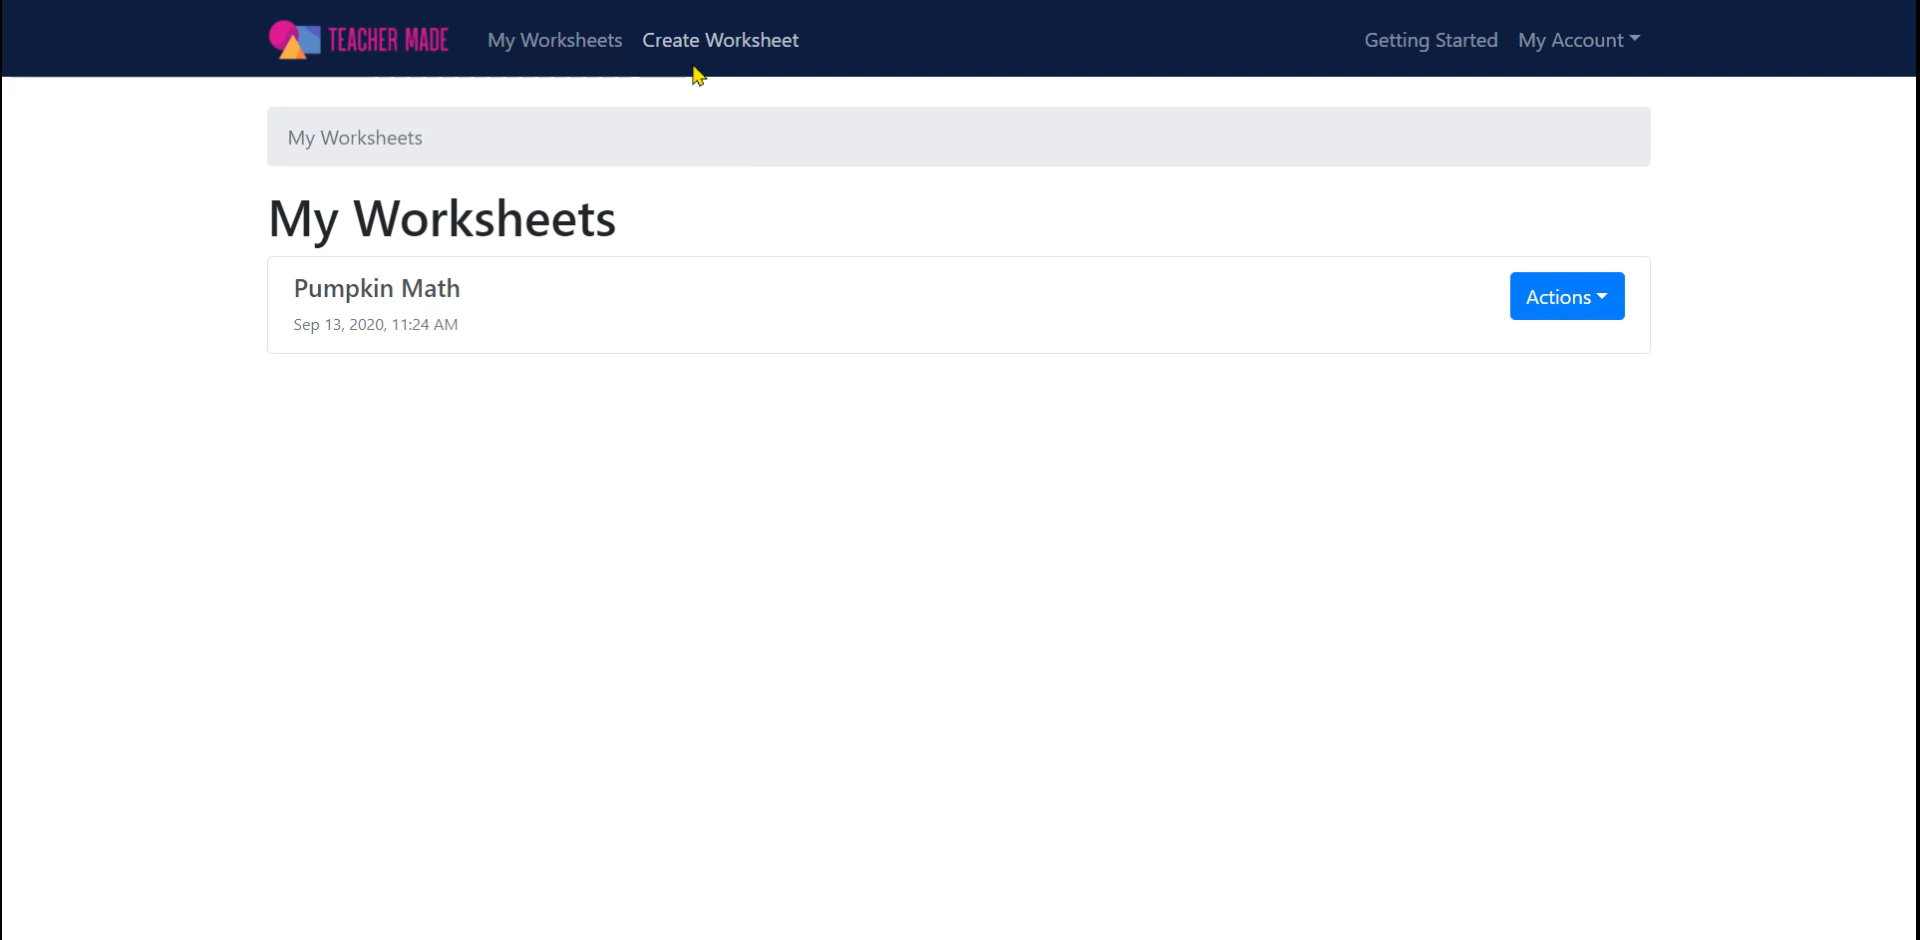 TEACHER MADE My Worksheets Create Worksheet Getting Started My Account
My Worksheets
My Worksheets
Pumpkin Math
Actions
Sep 13, 2020, 11:24 AM